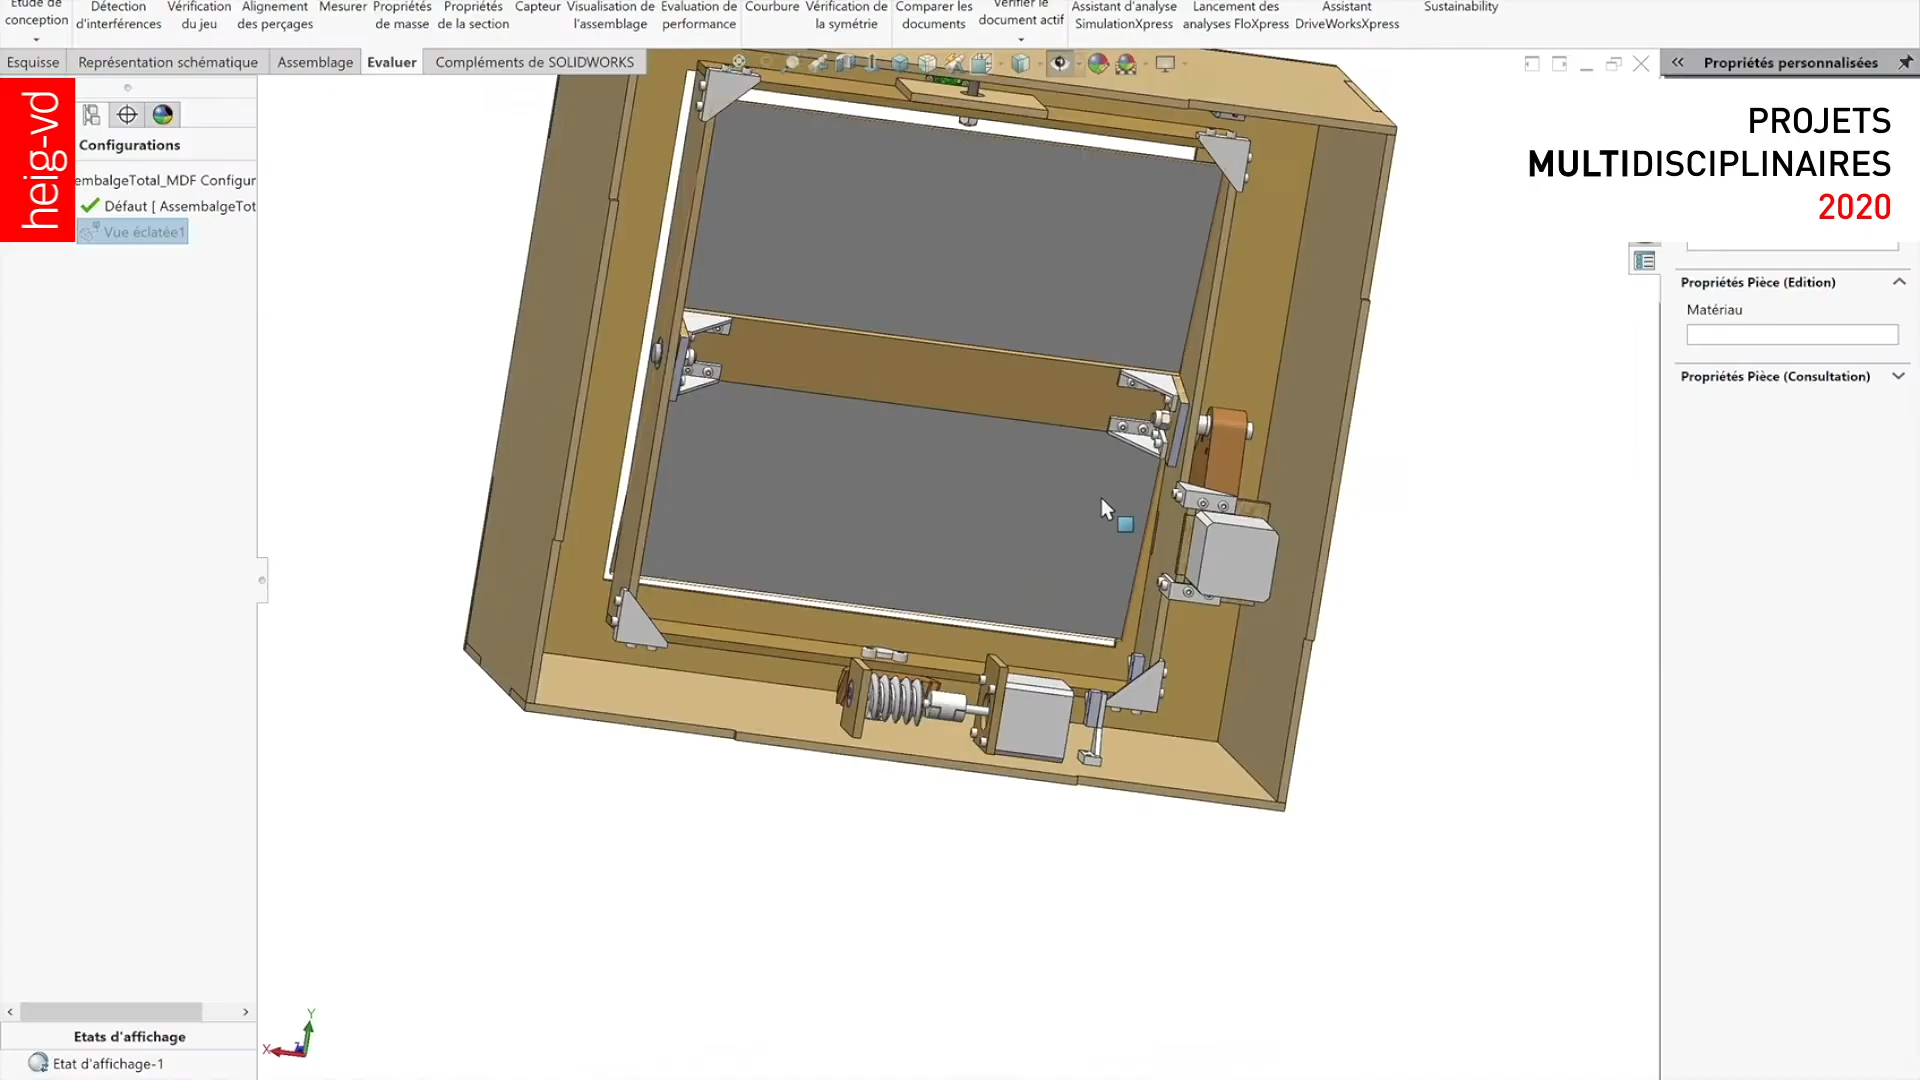 Etude de
conception
Détection
d'interférences
Vérification
du jeu
Alignement
des perçages
Mesurer
Propriétés
de masse
Propriétés
de la section
Capteur
Visualisation de
l'assemblage
Evaluation de
performance
Courbure
Vérification de
la symétrie
Comparer les
documents
Vérifier le
document actif
Assistant d'analyse
SimulationXpress
Lancement des
analyses FloXpress
Assistant
DriveWorksXpress
Sustainability
Esquisse
Représentation schématique
Assemblage
Evaluer
Compléments de SOLIDWORKS
Propriétés personnalisées
heig-vd
PROJETS
MULTIDISCIPLINAIRES
2020
Configurations
embalgeTotal_MDF Configur
Défaut [ AssembalgeTot
Vue éclatée1
Propriétés Pièce (Edition)
Matériau
Propriétés Pièce (Consultation)
Etats d'affichage
Etat d'affichage-1
Y
X
Z